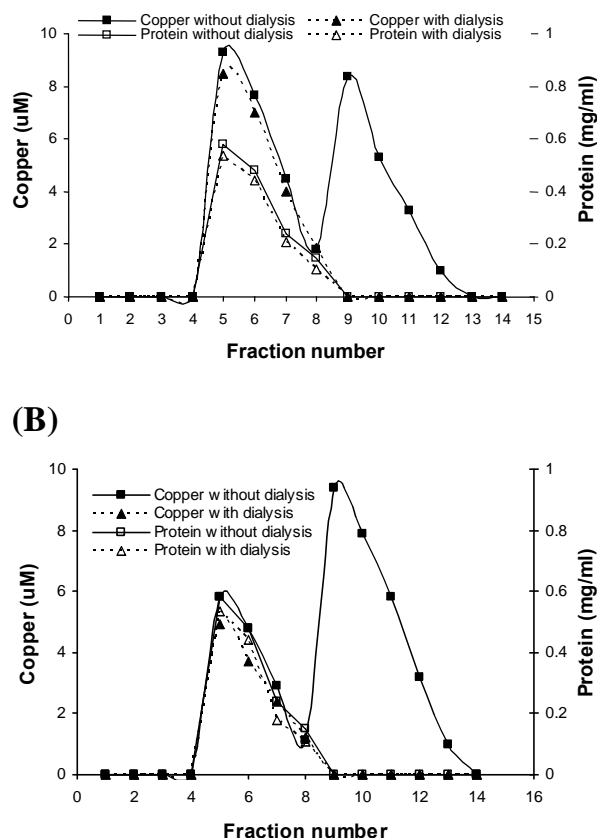 Copper without dialysis Copper with dialysis
Protein without dialysis Protein with dialysis
10
8
6
4
2
0
Copper (uM)
1
0.8
0.6
0.4
0.2
0
Protein (mg/ml)
0 1 2 3 4 5 6 7 8 9 10 11 12 13 14 15
Fraction number
(B)
Copper without dialysis
Copper with dialysis
Protein without dialysis
Protein with dialysis
10
8
6
4
2
0
Copper (uM)
1
0.8
0.6
0.4
0.2
0
Protein (mg/ml)
0 2 4 6 8 10 12 14 16
Fraction number